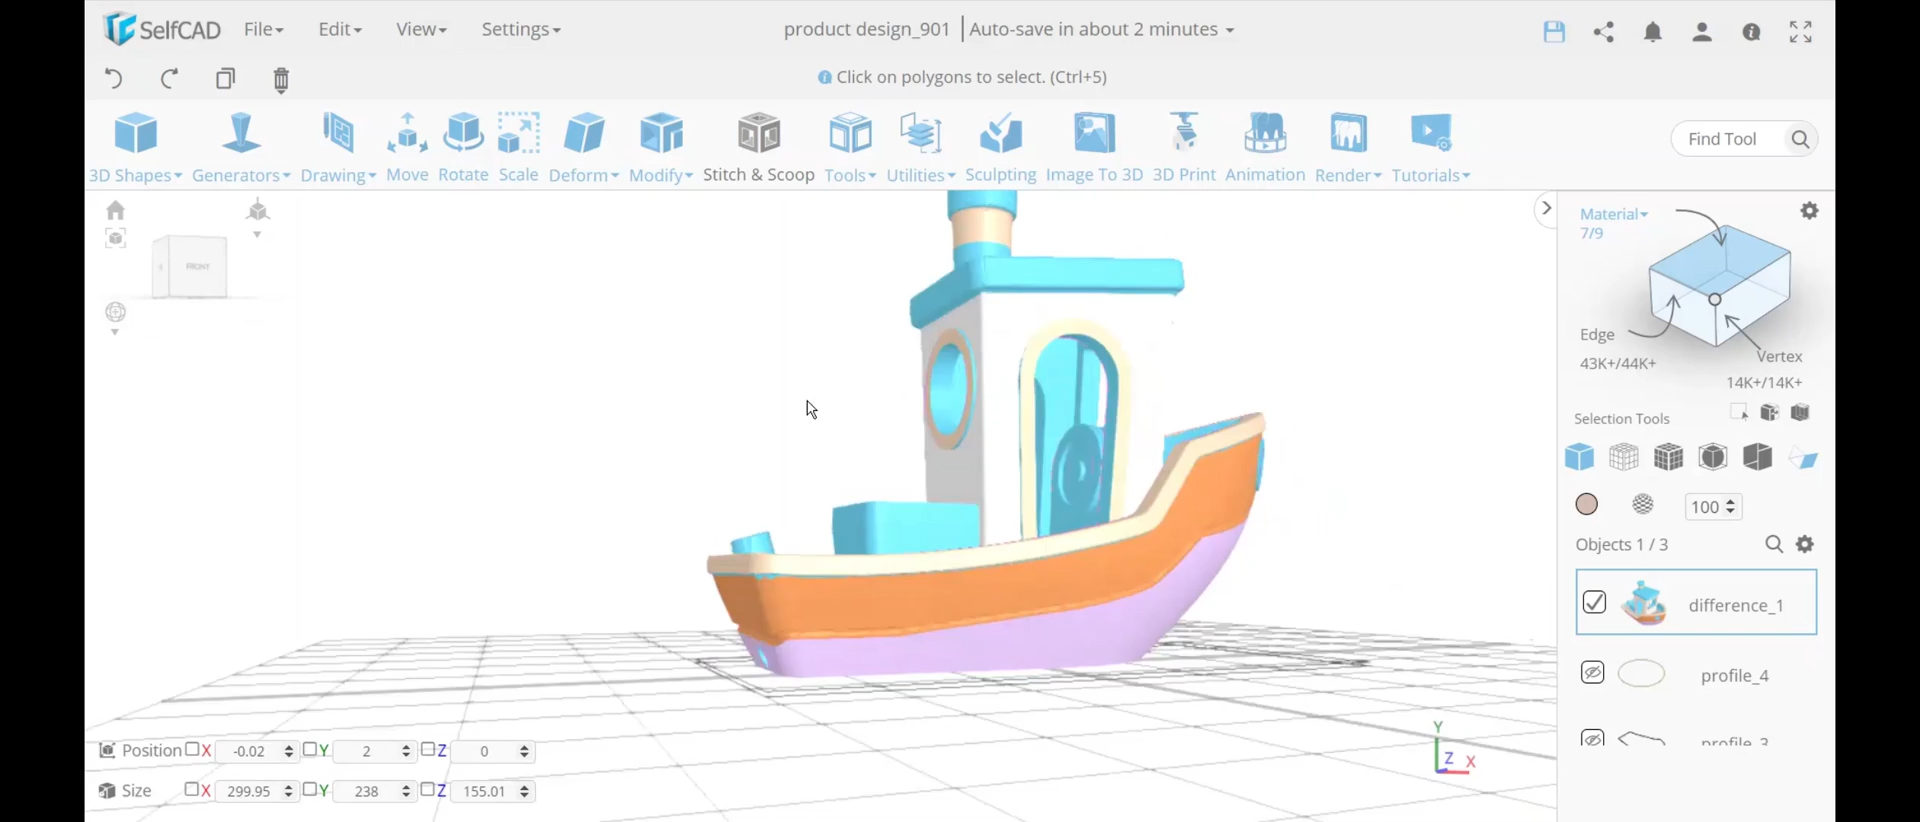 SelfCAD File Edit View Settings product design_901 Auto-save in about 2 minutes
Click on polygons to select. (Ctrl+5)
3D Shapes Generators Drawing Move Rotate Scale Deform Modify Stitch & Scoop Tools Utilities Sculpting Image To 3D 3D Print Animation Render Tutorials Find Tool
FRONT
Material
7/9
Edge
43K+/44K+
Vertex
14K+/14K+
Selection Tools
100
Objects 1 / 3
difference_1
profile_4
profile_3
Position X -0.02 Y 2 Z 0
Size X 299.95 Y 238 Z 155.01
Y
Z X